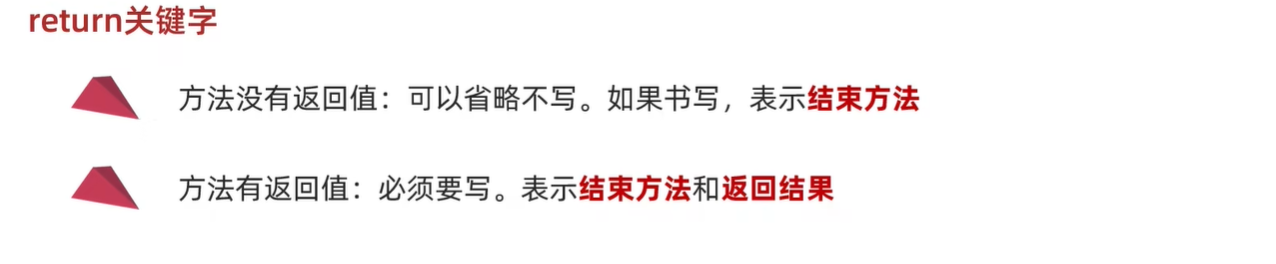 return关键字
方法没有返回值：可以省略不写。如果书写，表示结束方法
方法有返回值：必须要写。表示结束方法和返回结果